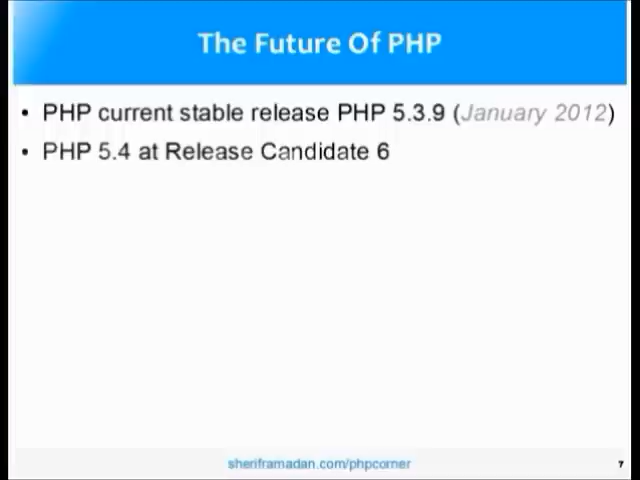 The Future Of PHP
• PHP current stable release PHP 5.3.9 (January 2012)
• PHP 5.4 at Release Candidate 6
sheriframadan.com/phpcorner
7